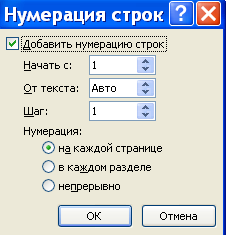 Нумерация строк
Добавить нумерацию строк
Начать с: 1
От текста: Авто
Шаг: 1
Нумерация:
на каждой странице
в каждом разделе
непрерывно
ОК Отмена